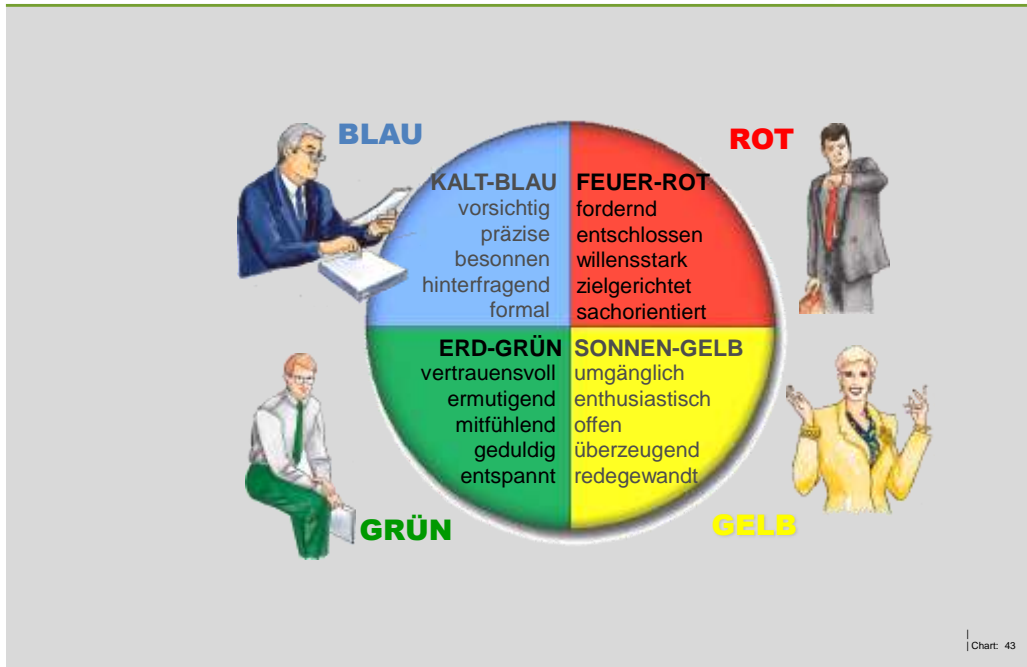 BLAU
ROT
KALT-BLAU
vorsichtig
präzise
besonnen
hinterfragend
formal
FEUER-ROT
fordernd
entschlossen
willensstark
zielgerichtet
sachorientiert
ERD-GRÜN
vertrauensvoll
ermutigend
mitfühlend
geduldig
entspannt
SONNEN-GELB
umgänglich
enthusiastisch
offen
überzeugend
redegewandt
GRÜN
GELB
|
| Chart: 43